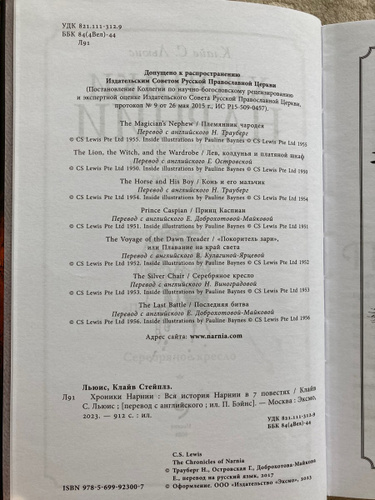 УДК 821.111-312.9
ББК 84(4Вел)-44
Л91
Допущено к распространению
Издательским Советом Русской Православной Церкви
(Постановление Коллегии по научно-богословскому рецензированию
и экспертной оценке Издательского Совета Русской Православной Церкви,
протокол № 9 от 26 мая 2015 г., ИС Р15-509-0457).
The Magician's Nephew / Племянник чародея
Перевод с английского Н. Трауберг
© CS Lewis Pte Ltd 1955. Inside illustrations by Pauline Baynes © CS Lewis Pte Ltd 1955
The Lion, the Witch, and the Wardrobe / Лев, колдунья и платяной шкаф
Перевод с английского Г. Островской
© CS Lewis Pte Ltd 1950. Inside illustrations by Pauline Baynes © CS Lewis Pte Ltd 1950
The Horse and His Boy / Конь и его мальчик
Перевод с английского Н. Трауберг
© CS Lewis Pte Ltd 1954. Inside illustrations by Pauline Baynes © CS Lewis Pte Ltd 1954
Prince Caspian / Принц Каспиан
Перевод с английского Е. Доброхотовой-Майковой
© CS Lewis Pte Ltd 1951. Inside illustrations by Pauline Baynes © CS Lewis Pte Ltd 1951
The Voyage of the Dawn Treader / «Покоритель зари»,
или Плавание на край света
Перевод с английского В. Кулагиной-Ярцевой
© CS Lewis Pte Ltd 1952. Inside illustrations by Pauline Baynes © CS Lewis Pte Ltd 1952
The Silver Chair / Серебряное кресло
Перевод с английского Н. Виноградовой
© CS Lewis Pte Ltd 1953. Inside illustrations by Pauline Baynes © CS Lewis Pte Ltd 1953
The Last Battle / Последняя битва
Перевод с английского Е. Доброхотовой-Майковой
© CS Lewis Pte Ltd 1956. Inside illustrations by Pauline Baynes © CS Lewis Pte Ltd 1956
Адрес сайта: www.narnia.com
Льюис, Клайв Стейплз.
Л91 Хроники Нарнии : Вся история Нарнии в 7 повестях / Клайв
С. Льюис ; [перевод с английского ; ил. П. Бэйнс]. — Москва : Эксмо,
2023. — 912 с. : ил.
УДК 821.111-312.9
ББК 84(4Вел)-44
C.S. Lewis
The Chronicles of Narnia
© Трауберг Н., Островская Г., Доброхотова-Майкова
ISBN 978-5-699-92300-7
© Оформление. ООО «Издательство «Эксмо», 2023